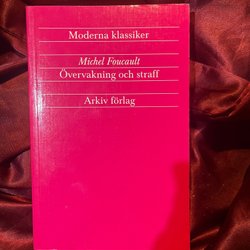 Moderna klassiker
Michel Foucault
Övervakning och straff
Arkiv förlag